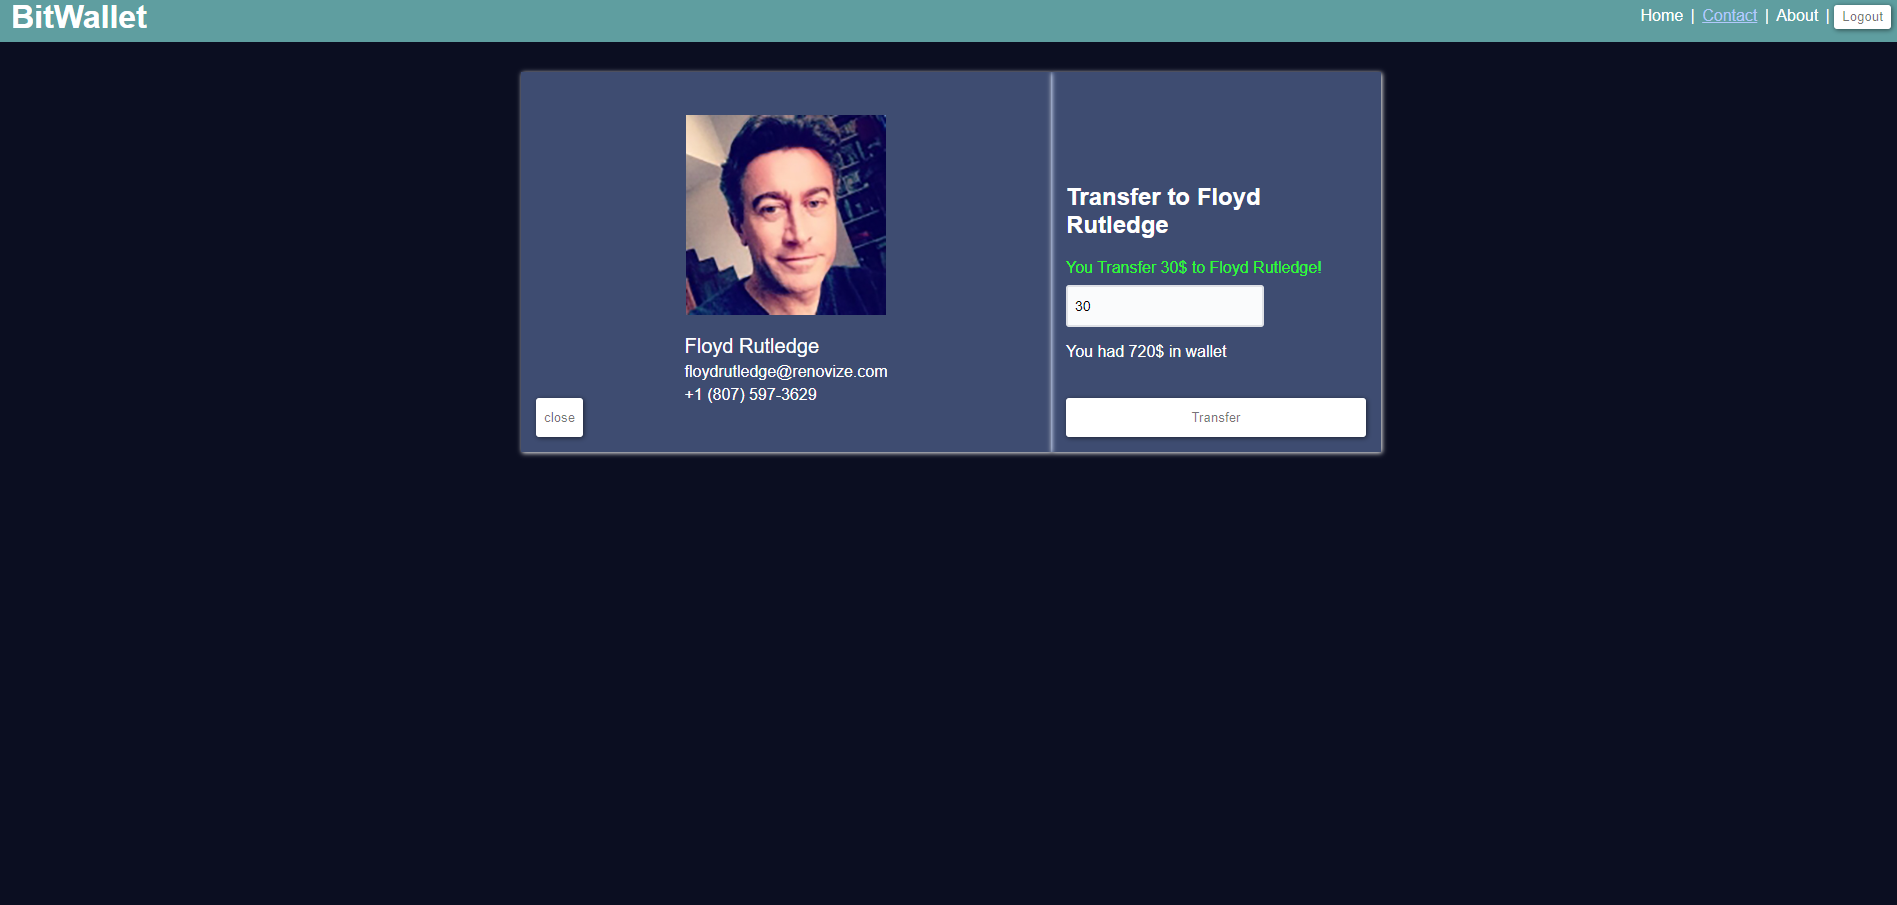 BitWallet
Home | Contact | About | Logout
Floyd Rutledge
floydrutledge@renovize.com
+1 (807) 597-3629
close
Transfer to Floyd
Rutledge
You Transfer 30$ to Floyd Rutledge!
30
You had 720$ in wallet
Transfer